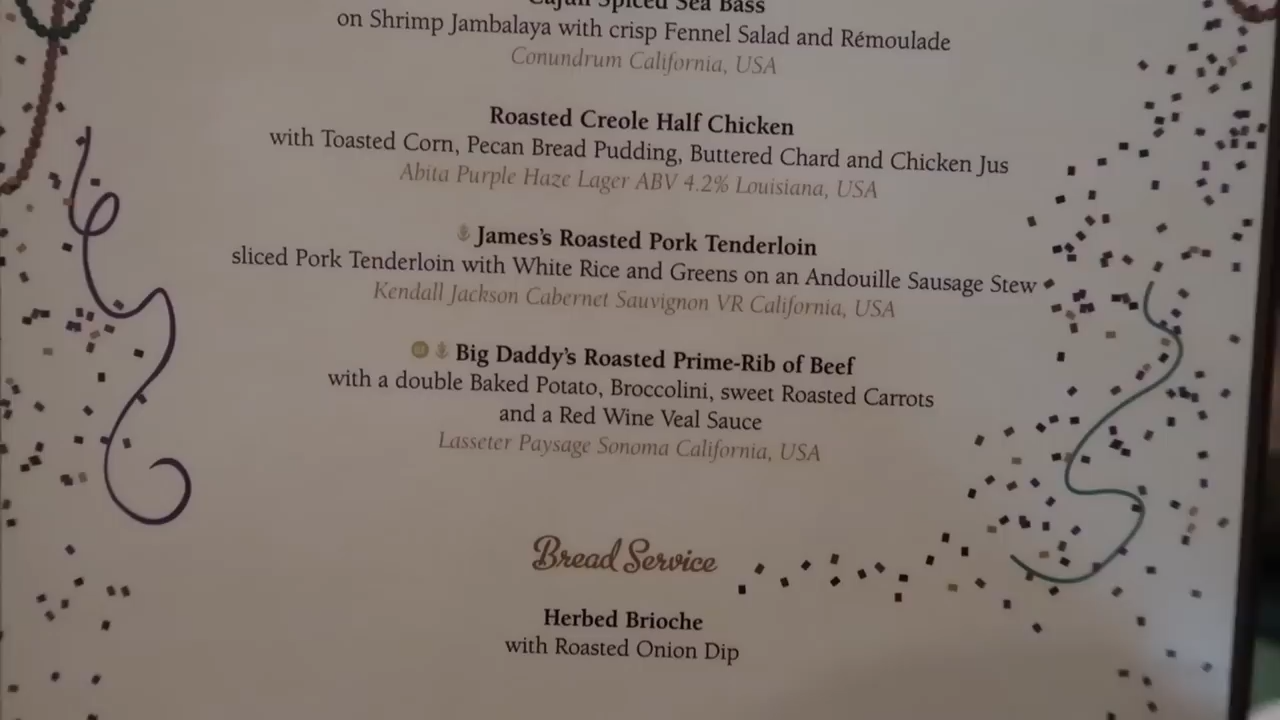 Cajun Spiced Sea Bass
on Shrimp Jambalaya with crisp Fennel Salad and Rémoulade
Conundrum California, USA
Roasted Creole Half Chicken
with Toasted Corn, Pecan Bread Pudding, Buttered Chard and Chicken Jus
Abita Purple Haze Lager ABV 4.2% Louisiana, USA
James's Roasted Pork Tenderloin
sliced Pork Tenderloin with White Rice and Greens on an Andouille Sausage Stew
Kendall Jackson Cabernet Sauvignon VR California, USA
Big Daddy's Roasted Prime-Rib of Beef
with a double Baked Potato, Broccolini, sweet Roasted Carrots
and a Red Wine Veal Sauce
Lasseter Paysage Sonoma California, USA
Bread Service
Herbed Brioche
with Roasted Onion Dip